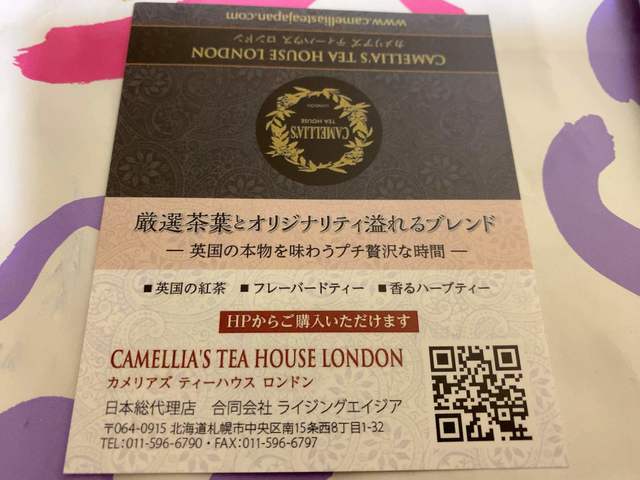 www.camelliasteajapan.com
カメリアズ ティーハウス ロンドン
CAMELLIA'S TEA HOUSE LONDON
LONDON
TEA HOUSE
CAMELLIA'S
厳選茶葉とオリジナリティ溢れるブレンド
― 英国の本物を味わうプチ贅沢な時間 ―
■英国の紅茶 ■フレーバードティー ■香るハーブティー
HPからご購入いただけます
CAMELLIA'S TEA HOUSE LONDON
カメリアズ ティーハウス ロンドン
日本総代理店 合同会社 ライジングエイジア
〒064-0915 北海道札幌市中央区南15条西8丁目1-32
TEL:011-596-6790・FAX:011-596-6797